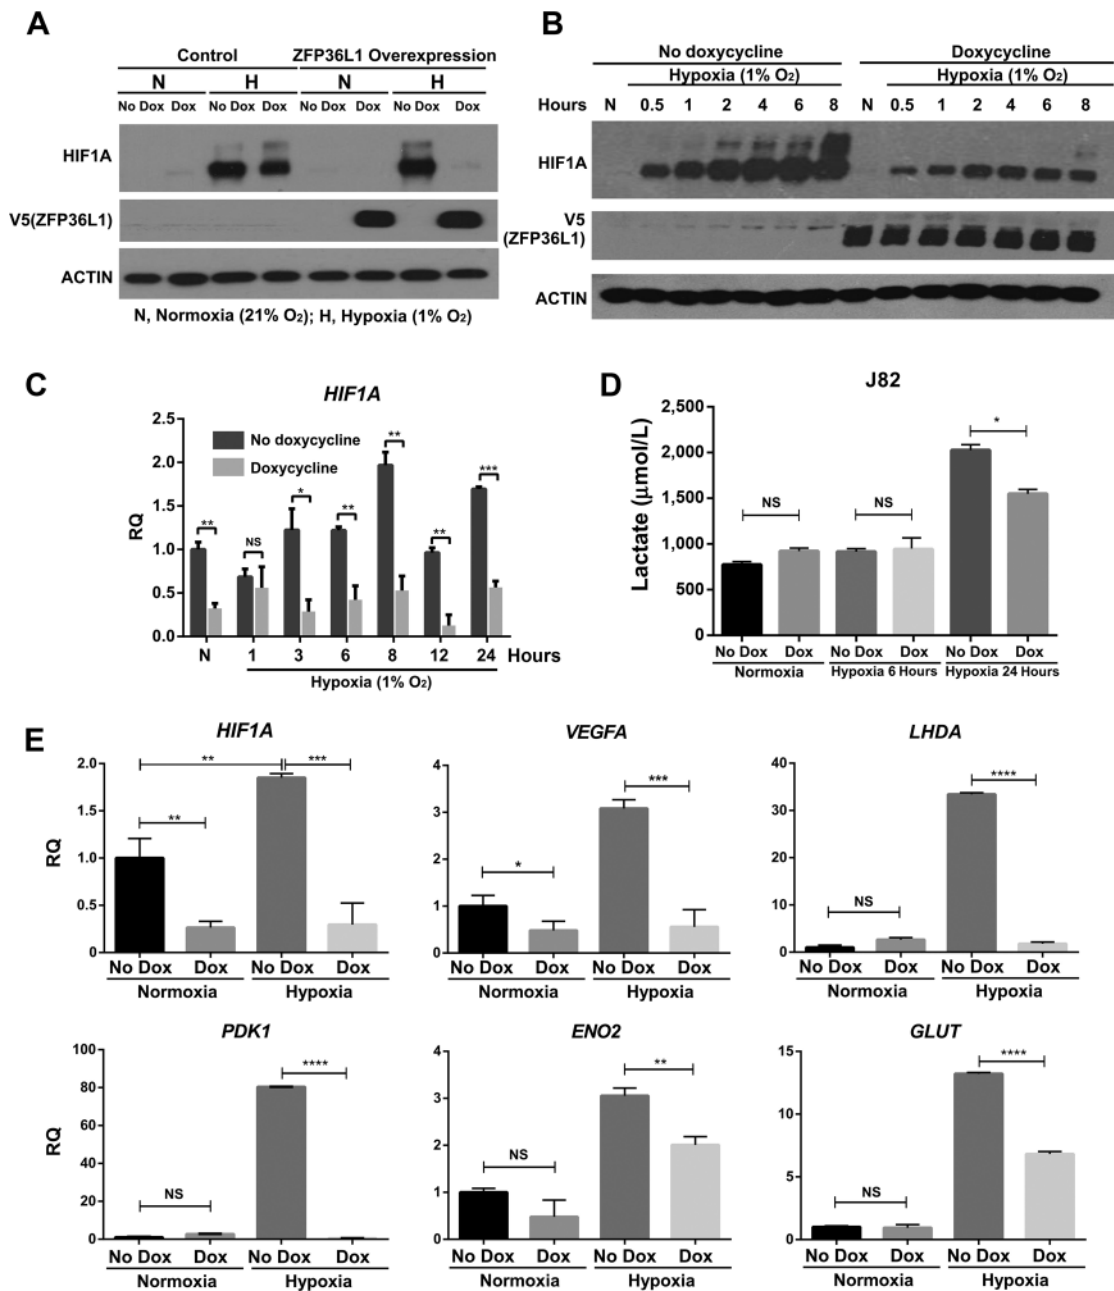 A
Control ZFP36L1 Overexpression
N H N H
No Dox Dox No Dox Dox No Dox Dox No Dox Dox
HIF1A
V5(ZFP36L1)
ACTIN
N, Normoxia (21% O2); H, Hypoxia (1% O2)
B
No doxycycline Doxycycline
Hypoxia (1% O2) Hypoxia (1% O2)
Hours N 0.5 1 2 4 6 8 N 0.5 1 2 4 6 8
HIF1A
V5
(ZFP36L1)
ACTIN
C
HIF1A
No doxycycline
Doxycycline
RQ
2.5
2.0
1.5
1.0
0.5
0.0
** NS * ** ** ** ***
N 1 3 6 8 12 24 Hours
Hypoxia (1% O2)
D
J82
Lactate (µmol/L)
2,500
2,000
1,500
1,000
500
0
NS NS *
No Dox Dox No Dox Dox No Dox Dox
Normoxia Hypoxia 6 Hours Hypoxia 24 Hours
E
HIF1A
RQ
2.0
1.5
1.0
0.5
0
** ** ***
No Dox Dox No Dox Dox
Normoxia Hypoxia
VEGFA
4
3
2
1
0
* ***
No Dox Dox No Dox Dox
Normoxia Hypoxia
LHDA
40
30
20
10
0
NS ****
No Dox Dox No Dox Dox
Normoxia Hypoxia
PDK1
RQ
100
80
60
40
20
0
NS ****
No Dox Dox No Dox Dox
Normoxia Hypoxia
ENO2
4
3
2
1
0
NS **
No Dox Dox No Dox Dox
Normoxia Hypoxia
GLUT
15
10
5
0
NS ****
No Dox Dox No Dox Dox
Normoxia Hypoxia